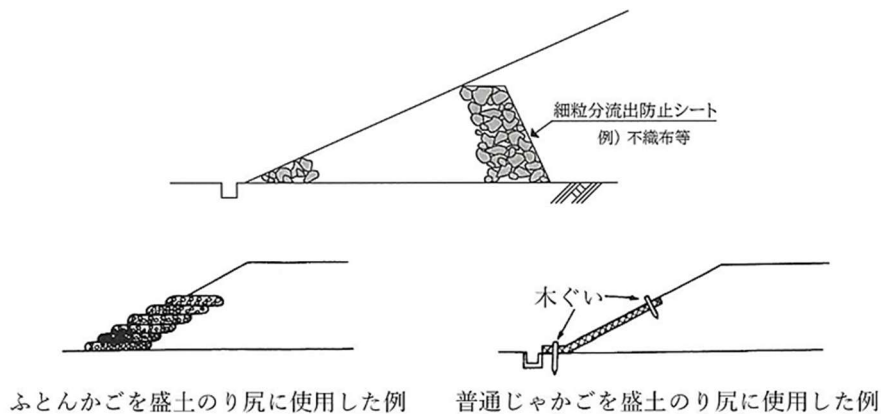 細粒分流出防止シート
例）不織布等
木ぐい
ふとんかごを盛土のり尻に使用した例
普通じゃかごを盛土のり尻に使用した例